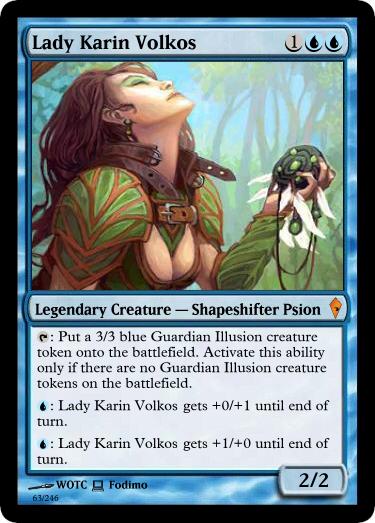 Lady Karin Volkos 1
Legendary Creature — Shapeshifter Psion
: Put a 3/3 blue Guardian Illusion creature
token onto the battlefield. Activate this ability
only if there are no Guardian Illusion creature
tokens on the battlefield.
: Lady Karin Volkos gets +0/+1 until end of
turn.
: Lady Karin Volkos gets +1/+0 until end of
turn.
2/2
WOTC Fodimo
63/246